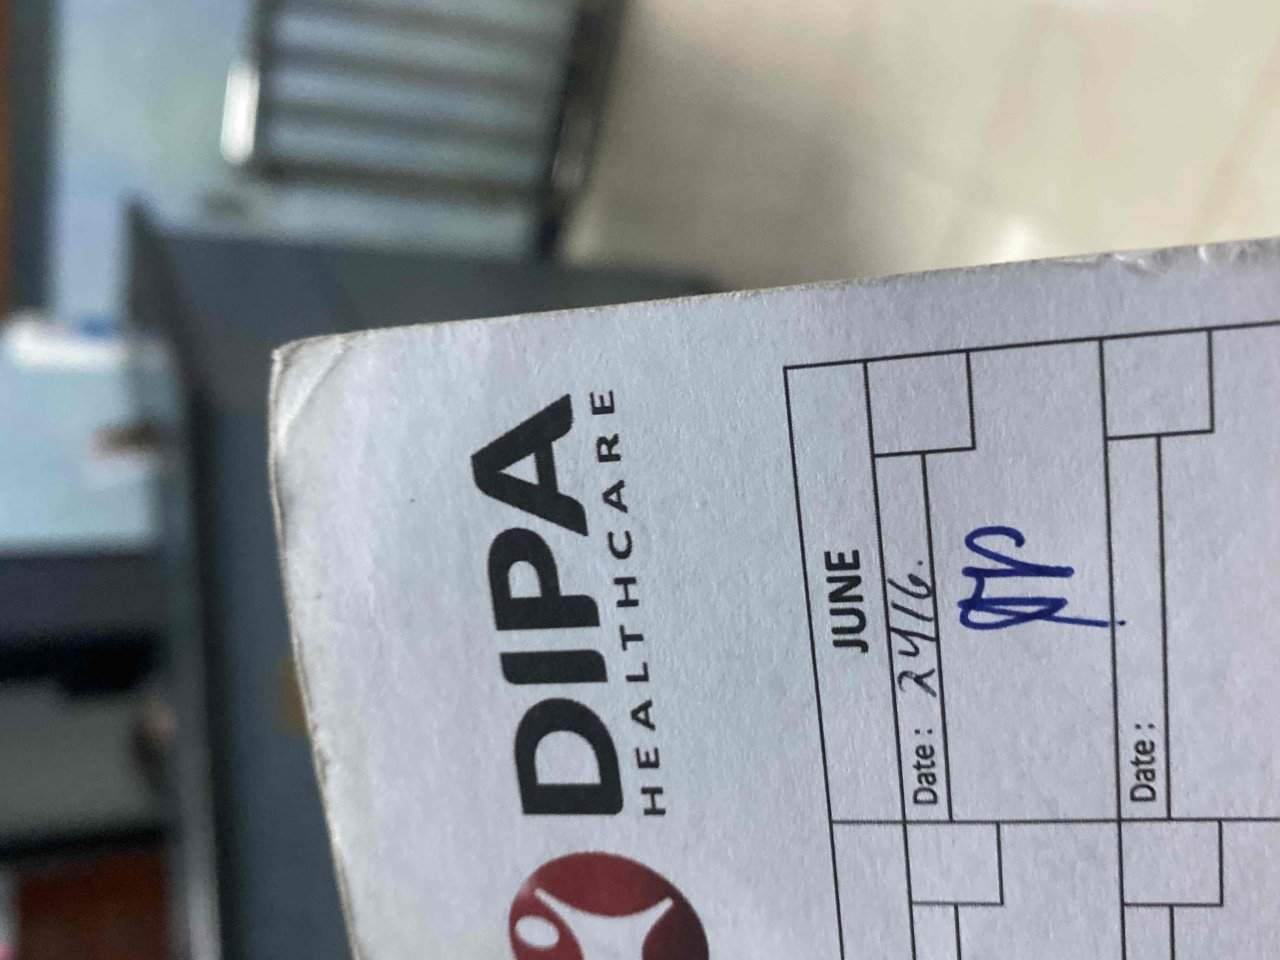 DIPA
HEALTHCARE
JUNE
Date : 24/6.
Date :